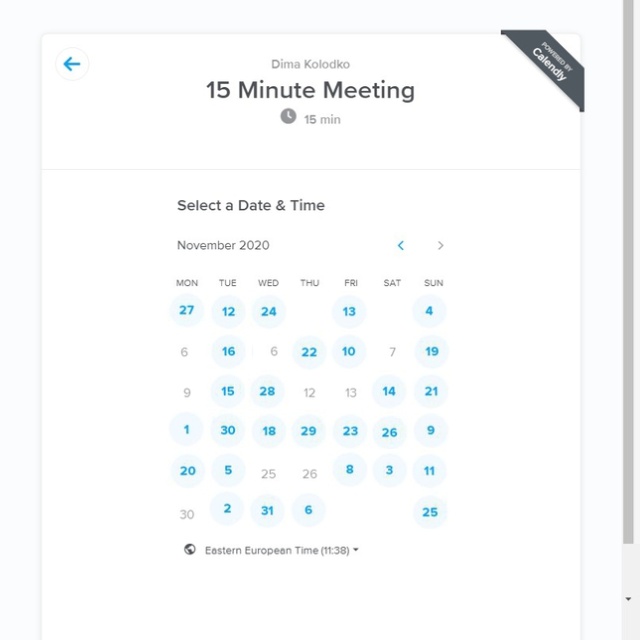 Dima Kolodko
POWERED BY
Calendly
15 Minute Meeting
15 min
Select a Date & Time
November 2020
MON TUE WED THU FRI SAT SUN
27 12 24 13 4
6 16 6 22 10 7 19
9 15 28 12 13 14 21
1 30 18 29 23 26 9
20 5 25 26 8 3 11
30 2 31 6 25
Eastern European Time (11:38)